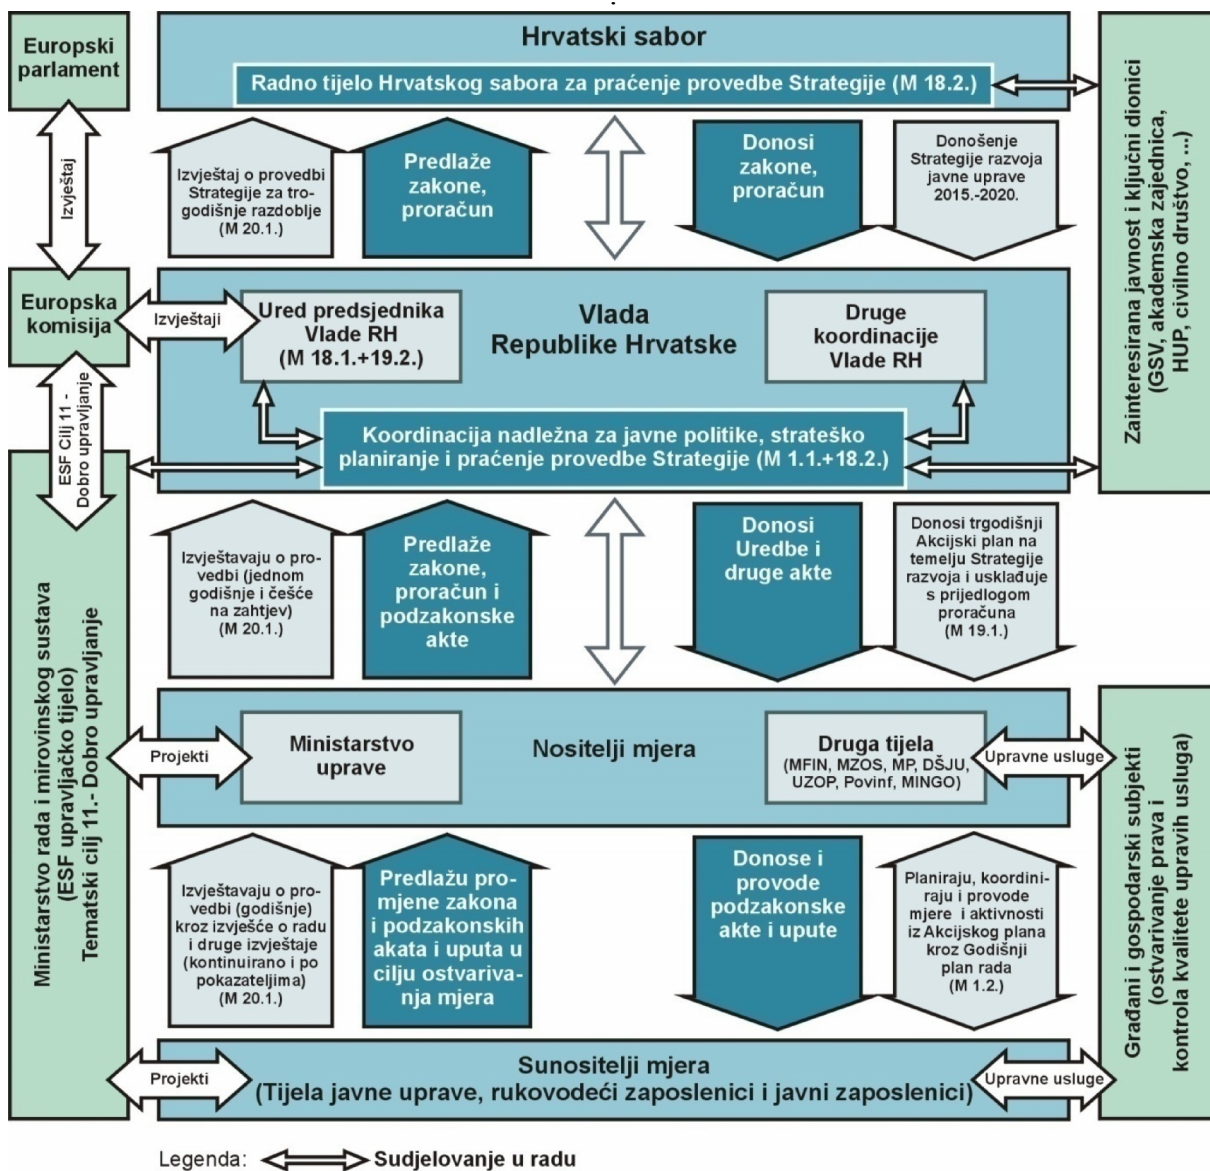 Europski
parlament
Hrvatski sabor
Radno tijelo Hrvatskog sabora za praćenje provedbe Strategije (M 18.2.)
Zainteresirana javnost i ključni dionici
(GSV, akademska zajednica,
HUP, civilno društvo, ...)
Izvještaj
Izvještaj o provedbi
Strategije za tro-
godišnje razdoblje
(M 20.1.)
Predlaže
zakone,
proračun
Donosi
zakone,
proračun
Donošenje
Strategije razvoja
javne uprave
2015.-2020.
Europska
komisija
Izvještaji
Ured predsjednika
Vlade RH
(M 18.1.+19.2.)
Vlada
Republike Hrvatske
Druge
koordinacije
Vlade RH
Koordinacija nadležna za javne politike, strateško
planiranje i praćenje provedbe Strategije (M 1.1.+18.2.)
ESF Cilj 11 -
Dobro upravljanje
Izvještavaju o pro-
vedbi (jednom
godišnje i češće
na zahtjev)
(M 20.1.)
Predlaže
zakone,
proračun i
podzakonske
akte
Donosi
Uredbe i
druge akte
Donosi trgodišnji
Akcijski plan na
temelju Strategije
razvoja i usklađuje
s prijedlogom
proračuna
(M 19.1.)
Ministarstvo rada i mirovinskog sustava
(ESF upravljačko tijelo)
Tematski cilj 11.- Dobro upravljanje
Projekti
Ministarstvo
uprave
Nositelji mjera
Druga tijela
(MFIN, MZOS, MP, DŠJU,
UZOP, Povinf, MINGO)
Upravne usluge
Građani i gospodarski subjekti
(ostvarivanje prava i
kontrola kvalitete upravih usluga)
Izvještavaju o pro-
vedbi (godišnje)
kroz izvješće o radu
i druge izvještaje
(kontinuirano i po
pokazateljima)
(M 20.1.)
Predlažu pro-
mjene zakona
i podzakonskih
akata i uputa u
cilju ostvariva-
nja mjera
Donose i
provode
podzakonske
akte i upute
Planiraju, koordini-
raju i provode
mjere i aktivnosti
iz Akcijskog plana
kroz Godišnji
plan rada
(M 1.2.)
Projekti
Sunositelji mjera
(Tijela javne uprave, rukovodeći zaposlenici i javni zaposlenici)
Upravne usluge
Legenda: Sudjelovanje u radu